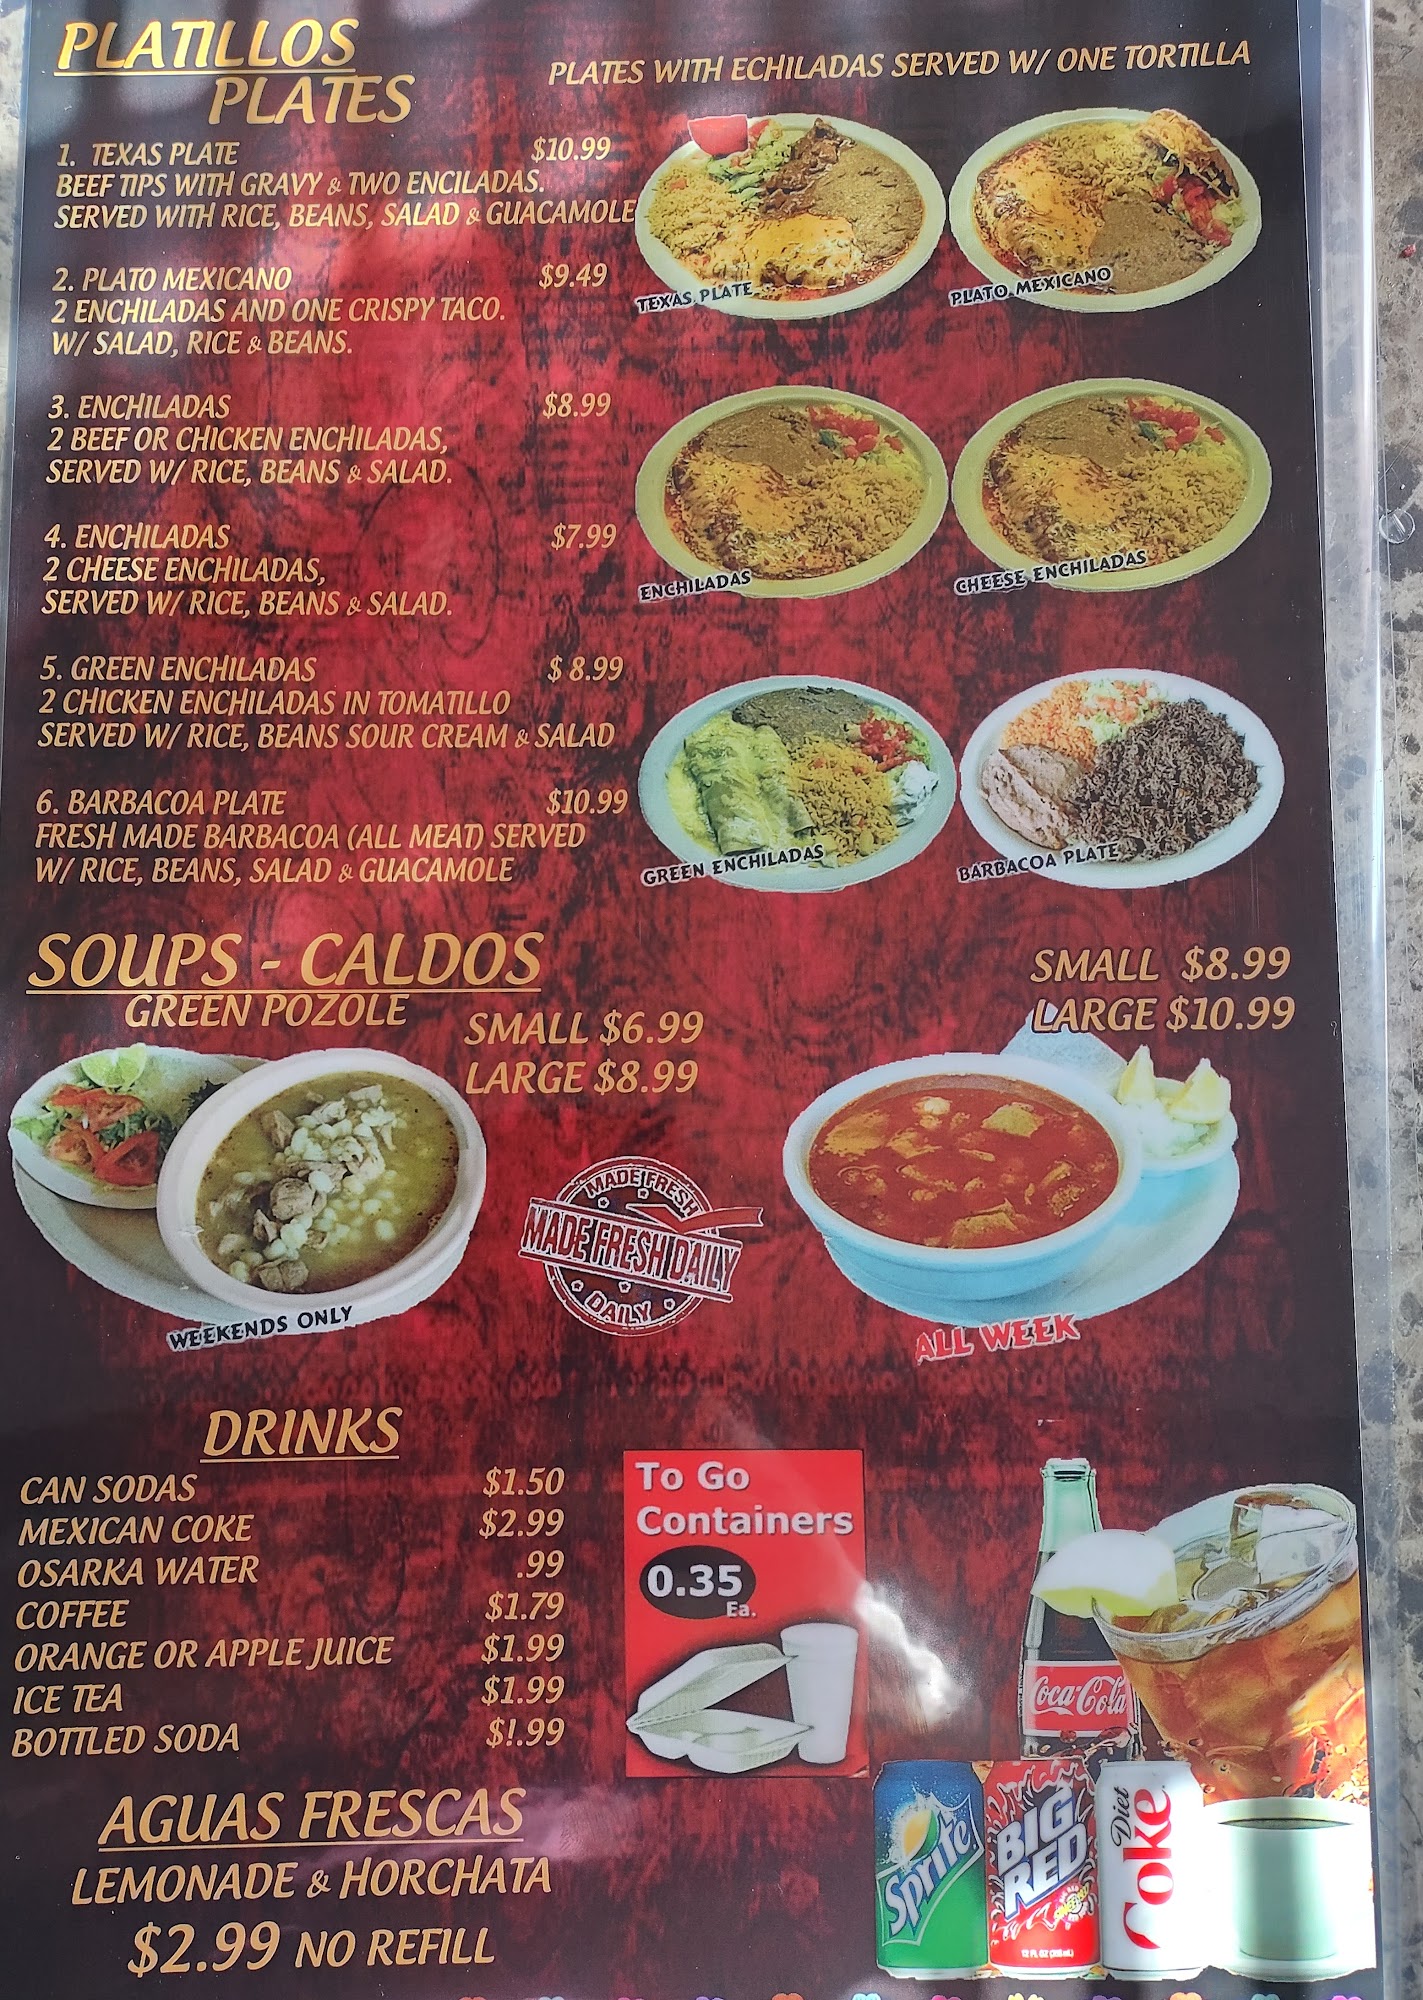 PLATILLOS
PLATES
PLATES WITH ECHILADAS SERVED W/ ONE TORTILLA
1. TEXAS PLATE $10.99
BEEF TIPS WITH GRAVY & TWO ENCILADAS.
SERVED WITH RICE, BEANS, SALAD & GUACAMOLE
2. PLATO MEXICANO $9.49
2 ENCHILADAS AND ONE CRISPY TACO.
W/ SALAD, RICE & BEANS.
TEXAS PLATE
PLATO MEXICANO
3. ENCHILADAS $8.99
2 BEEF OR CHICKEN ENCHILADAS,
SERVED W/ RICE, BEANS & SALAD.
4. ENCHILADAS $7.99
2 CHEESE ENCHILADAS,
SERVED W/ RICE, BEANS & SALAD.
ENCHILADAS
CHEESE ENCHILADAS
5. GREEN ENCHILADAS $ 8.99
2 CHICKEN ENCHILADAS IN TOMATILLO
SERVED W/ RICE, BEANS SOUR CREAM & SALAD
6. BARBACOA PLATE $10.99
FRESH MADE BARBACOA (ALL MEAT) SERVED
W/ RICE, BEANS, SALAD & GUACAMOLE
GREEN ENCHILADAS
BARBACOA PLATE
SOUPS - CALDOS
GREEN POZOLE
SMALL $6.99
LARGE $8.99
SMALL $8.99
LARGE $10.99
WEEKENDS ONLY
MADE FRESH
MADE FRESH DAILY
DAILY
ALL WEEK
DRINKS
CAN SODAS $1.50
MEXICAN COKE $2.99
OSARKA WATER .99
COFFEE $1.79
ORANGE OR APPLE JUICE $1.99
ICE TEA $1.99
BOTTLED SODA $!.99
To Go
Containers
0.35
Ea.
Coca-Cola
Sprite
BIG
RED
12 FL OZ (355 mL)
Diet
Coke
AGUAS FRESCAS
LEMONADE & HORCHATA
$2.99 NO REFILL